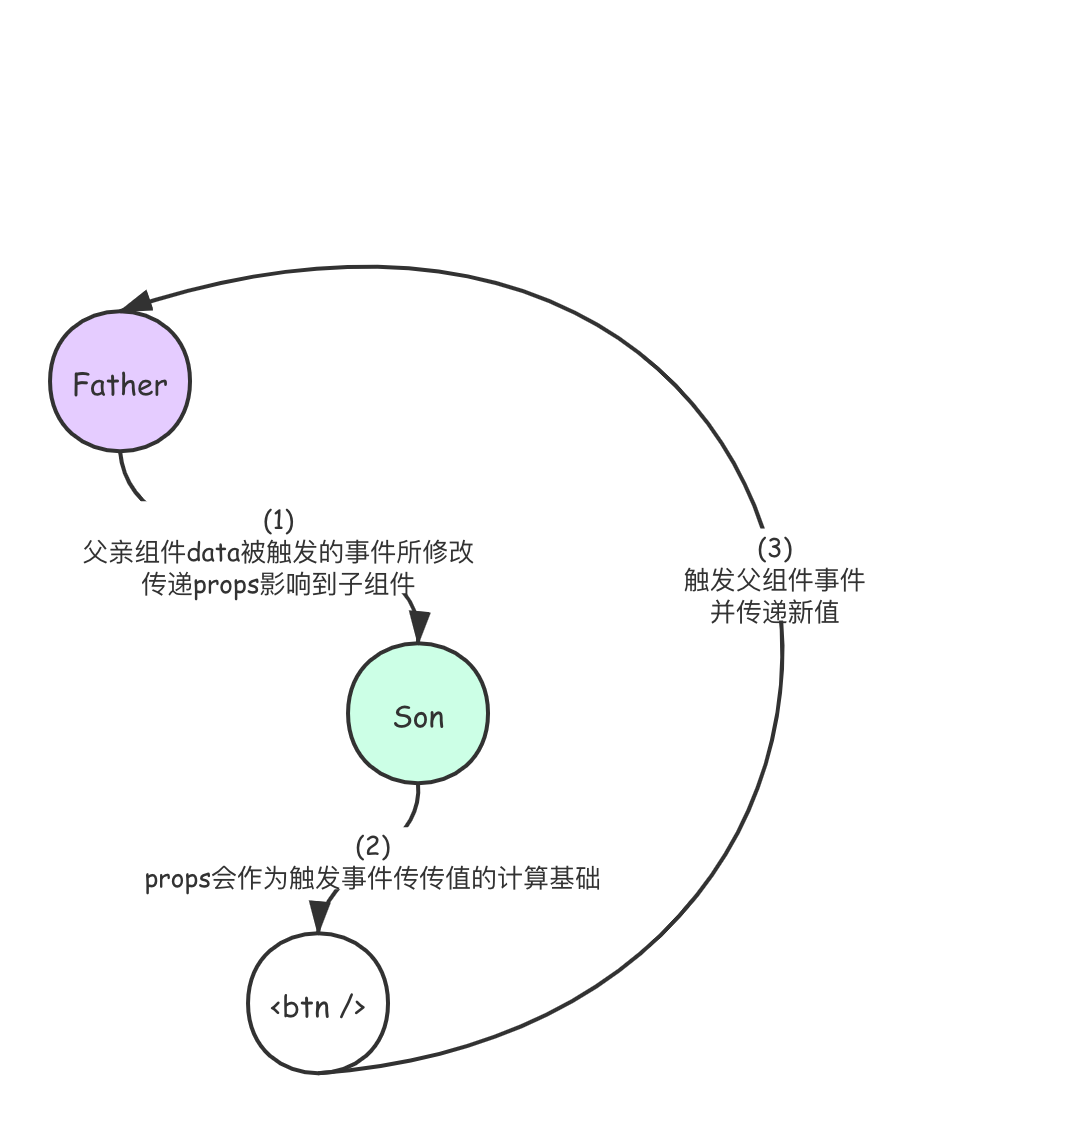 Father
(1)
父亲组件data被触发的事件所修改
传递props影响到子组件
(3)
触发父组件事件
并传递新值
Son
(2)
props会作为触发事件传传值的计算基础
<btn />